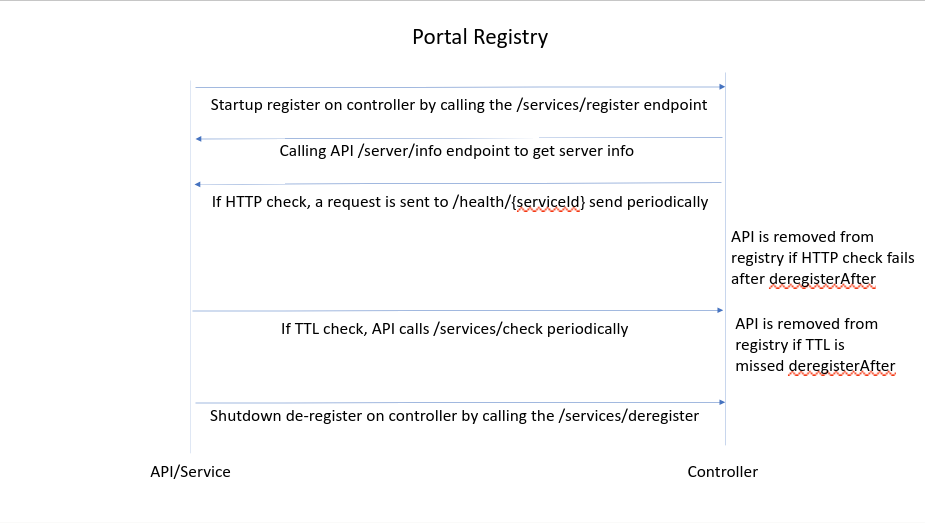 Portal Registry
Startup register on controller by calling the /services/register endpoint
Calling API /server/info endpoint to get server info
If HTTP check, a request is sent to /health/{serviceId} send periodically
API is removed from
registry if HTTP check fails
after deregisterAfter
If TTL check, API calls /services/check periodically
API is removed from
registry if TTL is
missed deregisterAfter
Shutdown de-register on controller by calling the /services/deregister
API/Service
Controller